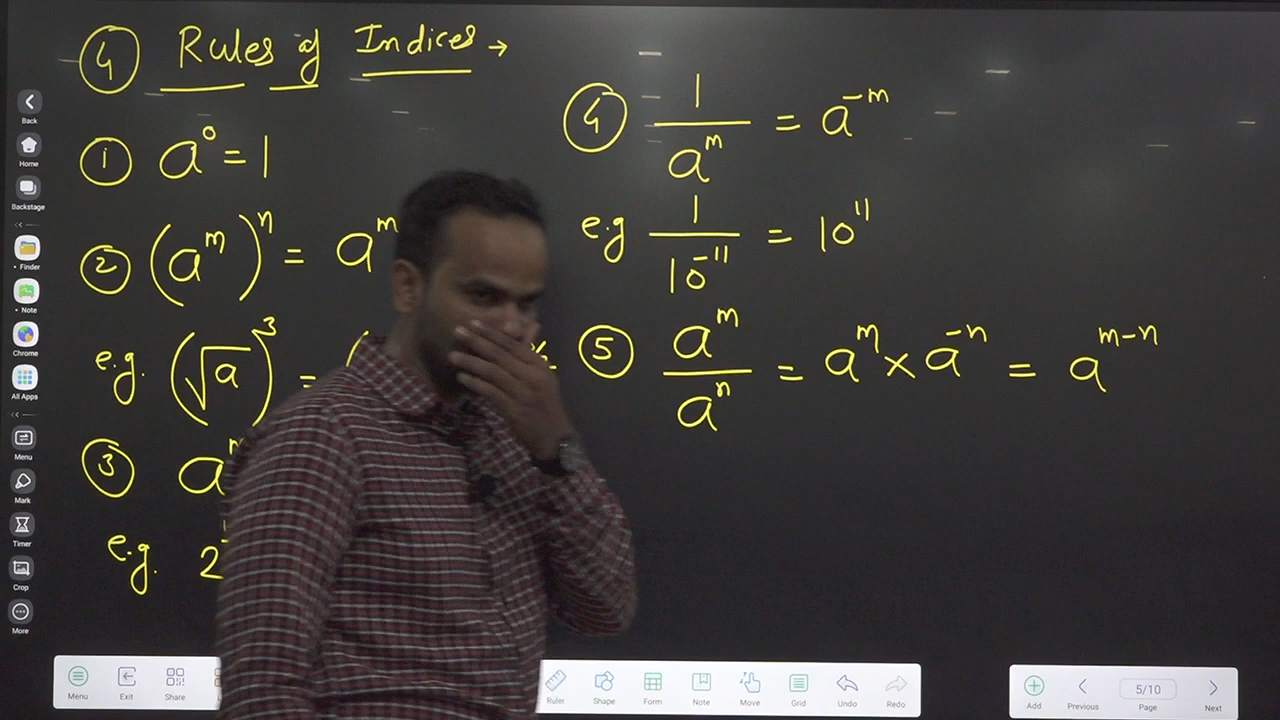 ④ Rules of Indices →
① a⁰ = 1
② (aᵐ)ⁿ = aᵐ
e.g. (√a)³ = (
③ a
e.g. 2
④ 1/aᵐ = a⁻ᵐ
e.g 1/10⁻¹¹ = 10¹¹
⑤ aᵐ/aⁿ = aᵐ × a⁻ⁿ = aᵐ⁻ⁿ
Back
Home
Backstage
Finder
Note
Chrome
All Apps
Menu
Mark
Timer
Crop
More
Menu Exit Share Ruler Shape Form Note Move Grid Undo Redo
Add Previous 5/10 Page Next